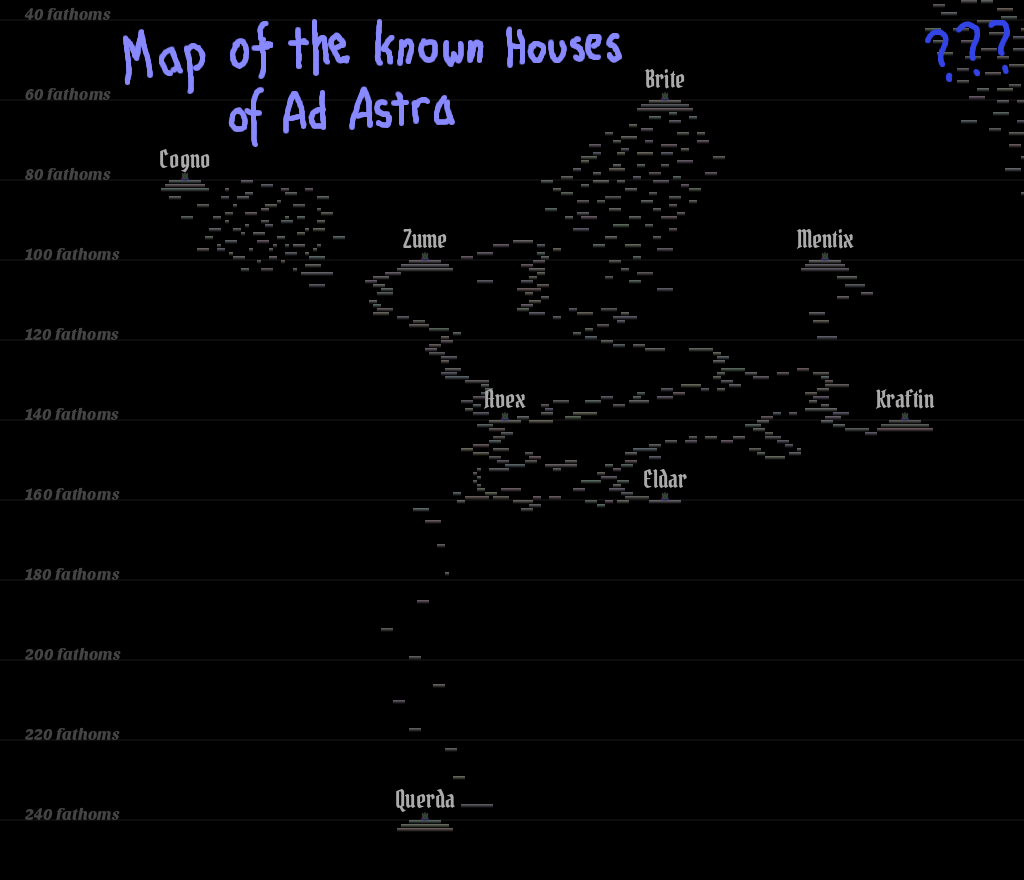 40 fathoms
Map of the known Houses
of Ad Astra
???
Brite
60 fathoms
Cogno
80 fathoms
Zume
Mentix
100 fathoms
120 fathoms
Avex
Kraftin
140 fathoms
Eldar
160 fathoms
180 fathoms
200 fathoms
220 fathoms
Querda
240 fathoms